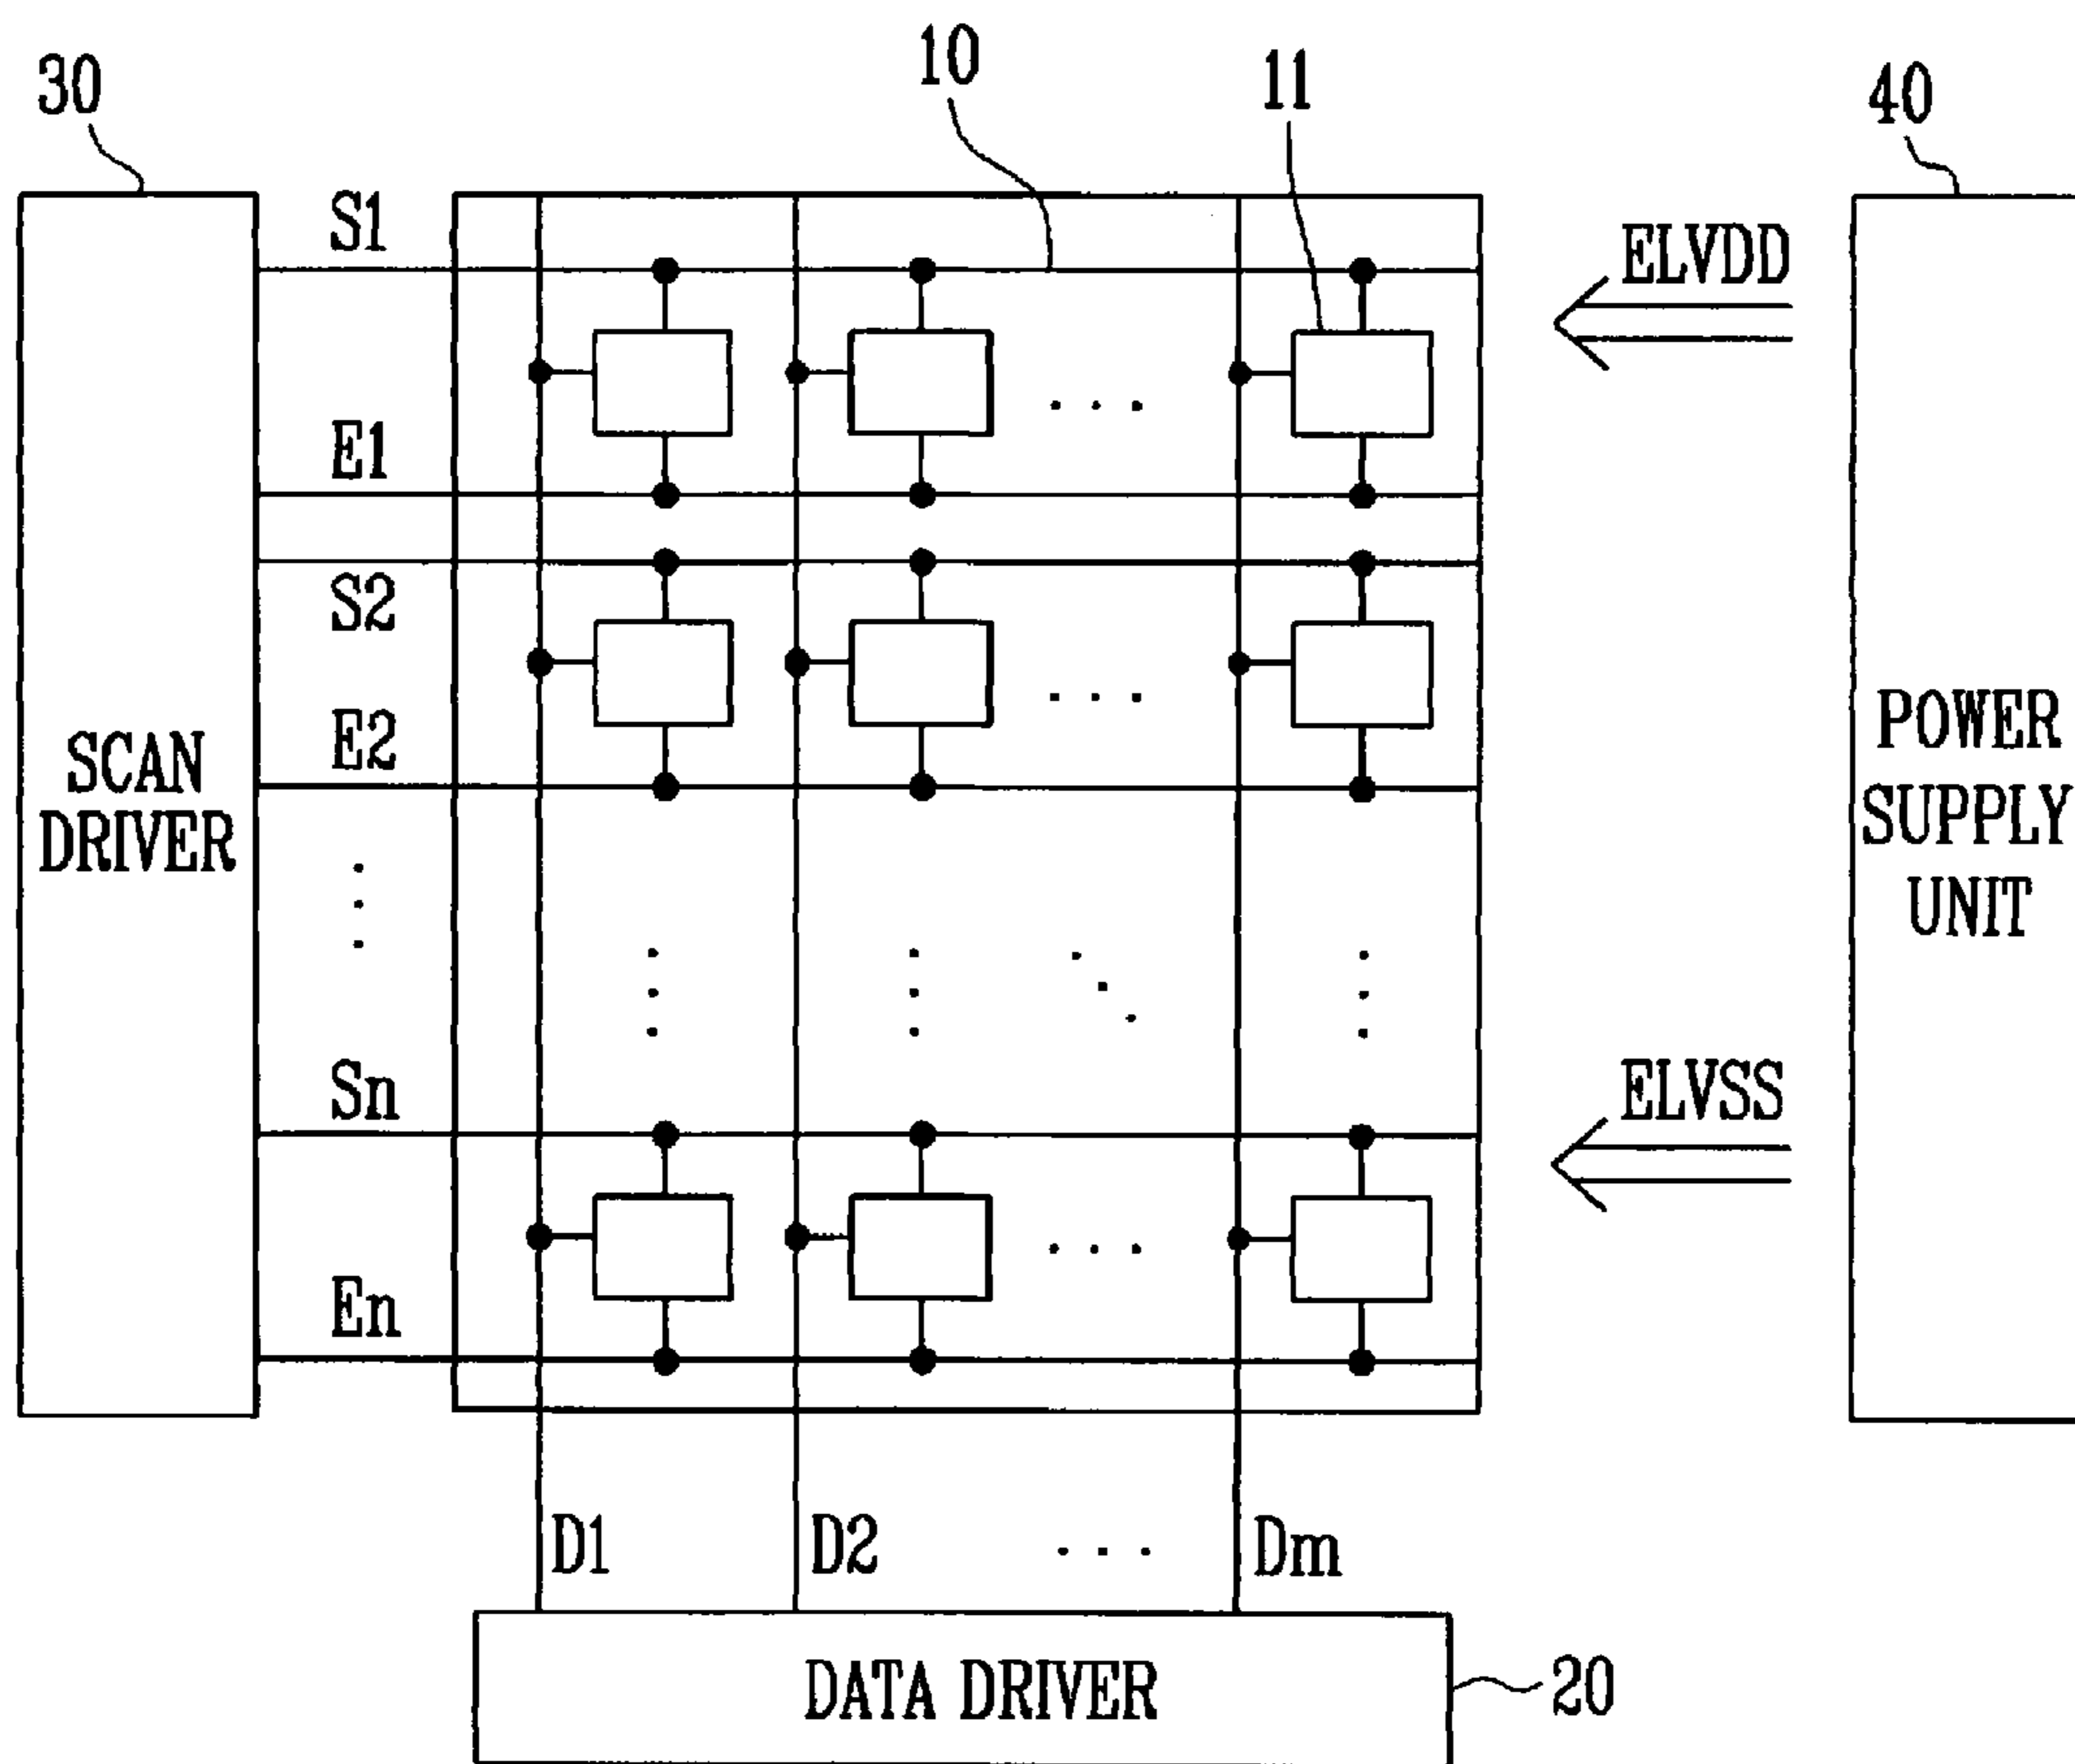 30
10
11
40
S1
ELVDD
E1
S2
E2
SCAN
DRIVER
POWER
SUPPLY
UNIT
Sn
ELVSS
En
D1
D2
Dm
DATA DRIVER
20